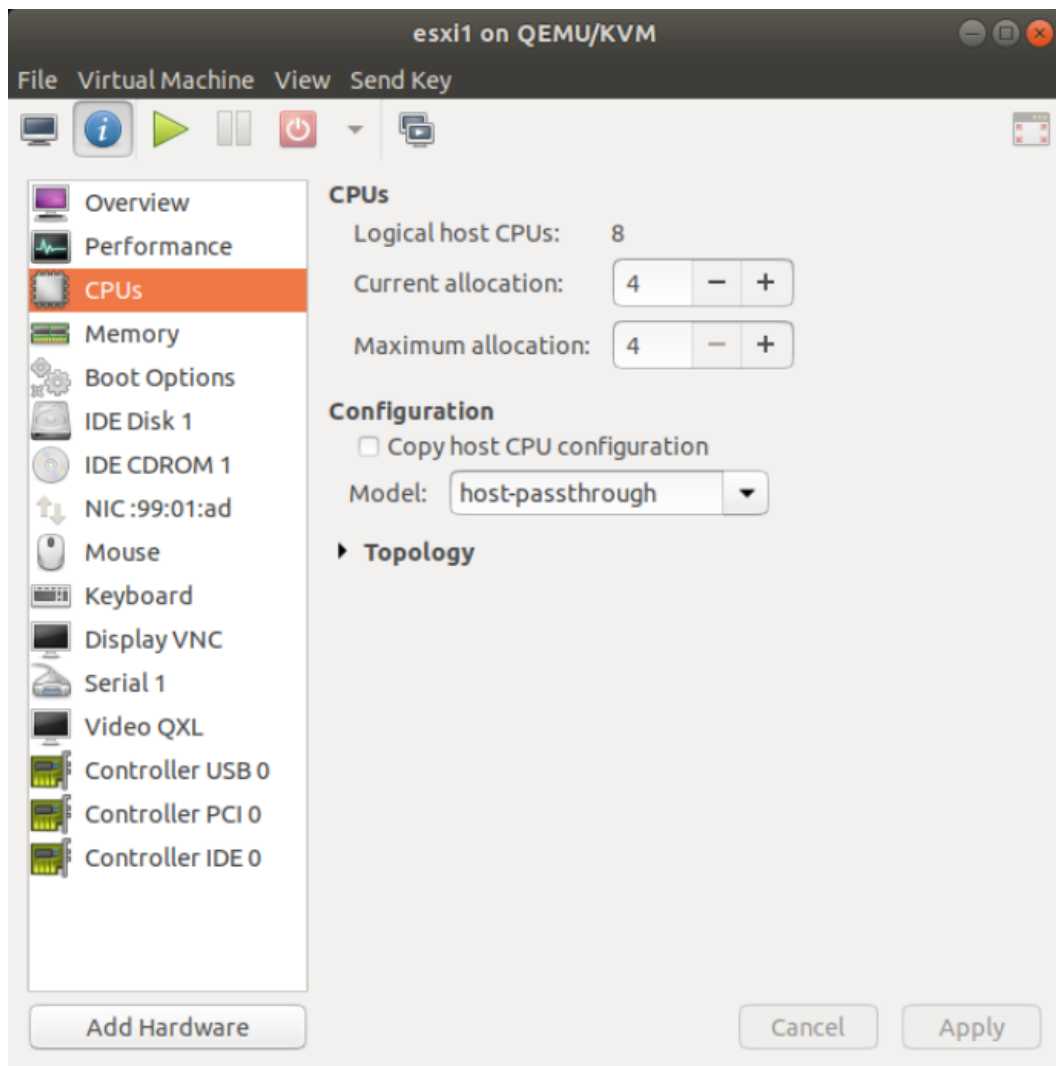 esxi1 on QEMU/KVM
File Virtual Machine View Send Key
Overview
Performance
CPUs
Memory
Boot Options
IDE Disk 1
IDE CDROM 1
NIC :99:01:ad
Mouse
Keyboard
Display VNC
Serial 1
Video QXL
Controller USB 0
Controller PCI 0
Controller IDE 0
Add Hardware
CPUs
Logical host CPUs: 8
Current allocation: 4 − +
Maximum allocation: 4 − +
Configuration
Copy host CPU configuration
Model: host-passthrough
Topology
Cancel Apply